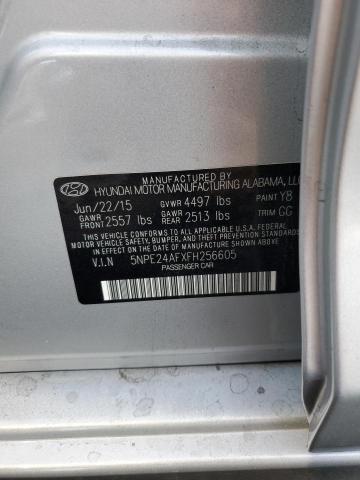 MANUFACTURED BY
HYUNDAI MOTOR MANUFACTURING ALABAMA, LLC
Jun/22/15 GVWR 4497 lbs PAINT Y8
GAWR FRONT 2557 lbs GAWR REAR 2513 lbs TRIM GG
THIS VEHICLE CONFORMS TO ALL APPLICABLE U.S.A. FEDERAL
MOTOR VEHICLE SAFETY, BUMPER, AND THEFT PREVENTION STANDARDS
IN EFFECT ON THE DATE OF MANUFACTURE SHOWN ABOVE.
V.I.N 5NPE24AFXFH256605
PASSENGER CAR